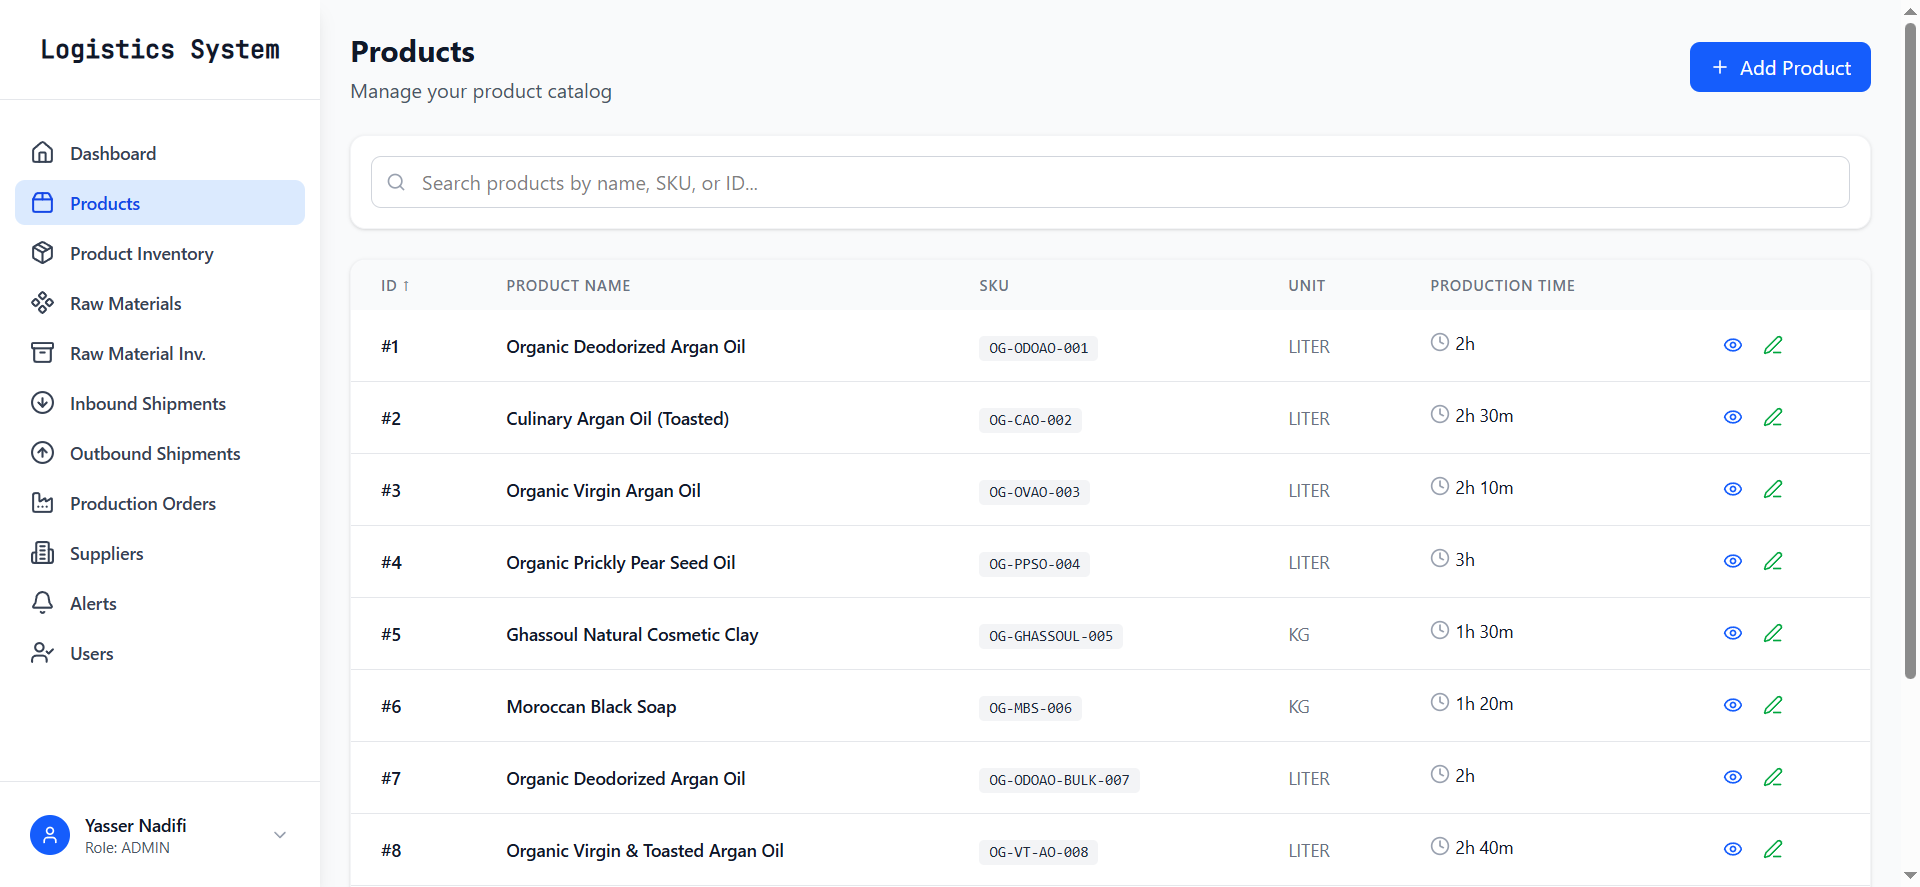 Logistics System
Dashboard
Products
Product Inventory
Raw Materials
Raw Material Inv.
Inbound Shipments
Outbound Shipments
Production Orders
Suppliers
Alerts
Users
Yasser Nadifi
Role: ADMIN
Products
Manage your product catalog
+ Add Product
Search products by name, SKU, or ID...
ID ↑ PRODUCT NAME SKU UNIT PRODUCTION TIME
#1 Organic Deodorized Argan Oil OG-ODOAO-001 LITER 2h
#2 Culinary Argan Oil (Toasted) OG-CAO-002 LITER 2h 30m
#3 Organic Virgin Argan Oil OG-OVAO-003 LITER 2h 10m
#4 Organic Prickly Pear Seed Oil OG-PPSO-004 LITER 3h
#5 Ghassoul Natural Cosmetic Clay OG-GHASSOUL-005 KG 1h 30m
#6 Moroccan Black Soap OG-MBS-006 KG 1h 20m
#7 Organic Deodorized Argan Oil OG-ODOAO-BULK-007 LITER 2h
#8 Organic Virgin & Toasted Argan Oil OG-VT-AO-008 LITER 2h 40m